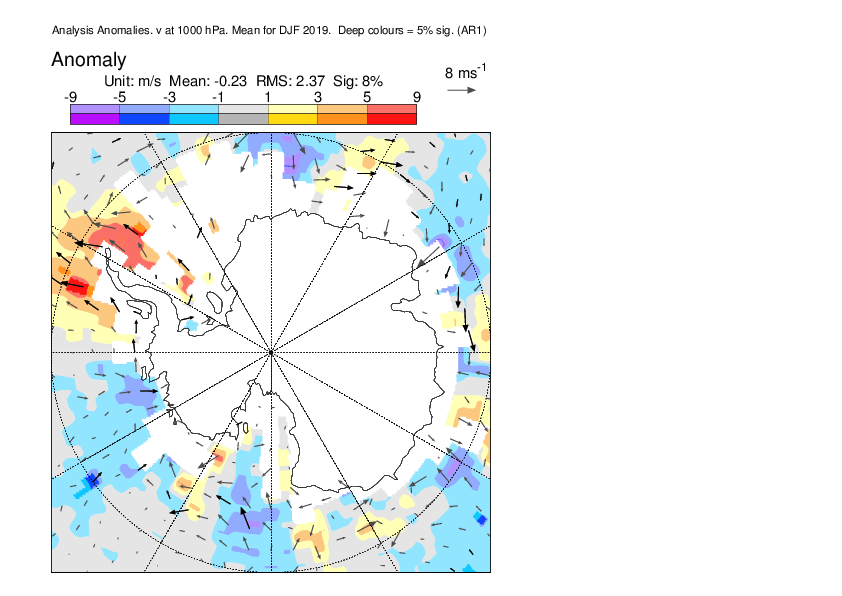 Analysis Anomalies. v at 1000 hPa. Mean for DJF 2019. Deep colours = 5% sig. (AR1)
Anomaly
Unit: m/s Mean: -0.23 RMS: 2.37 Sig: 8%
8 ms-1
-9 -5 -3 -1 1 3 5 9